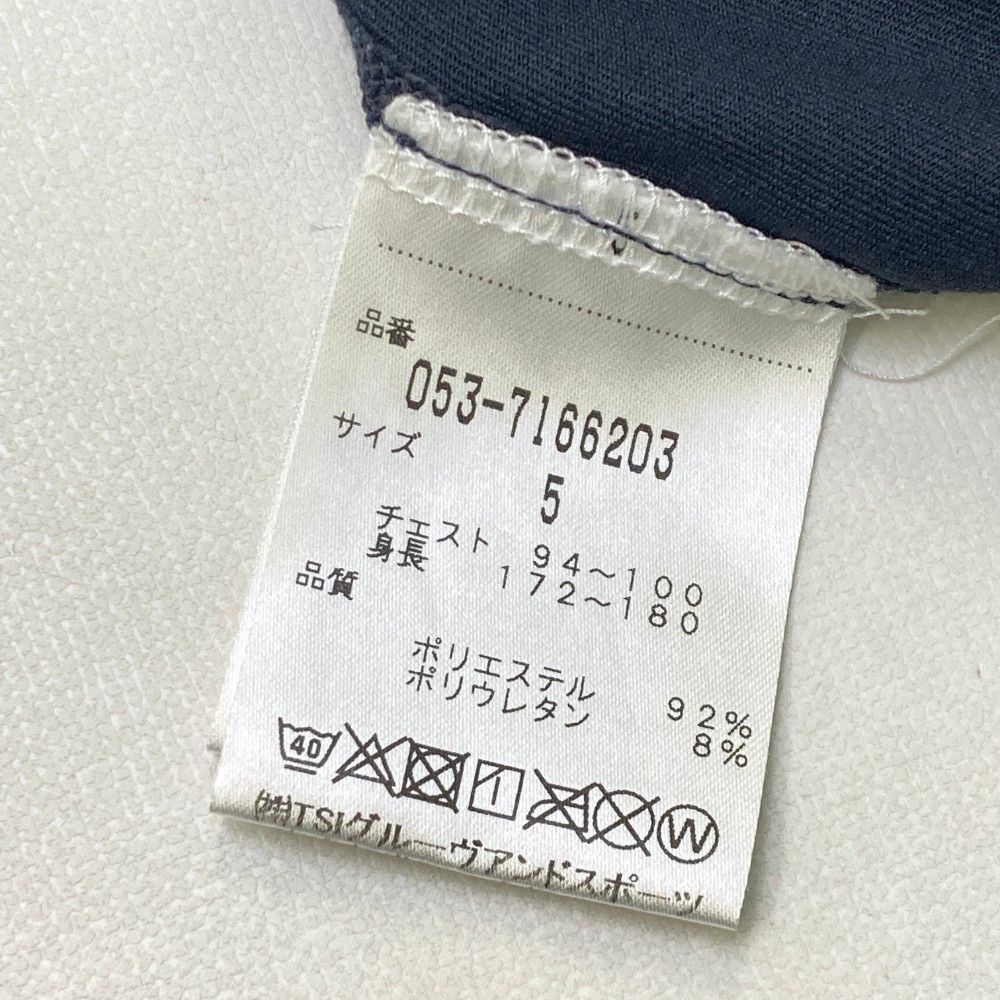 品番
053-7166203
サイズ
5
チェスト 94～100
身長 172～180
品質
ポリエステル 92%
ポリウレタン 8%
40
W
㈱TSIグルーヴアンドスポーツ